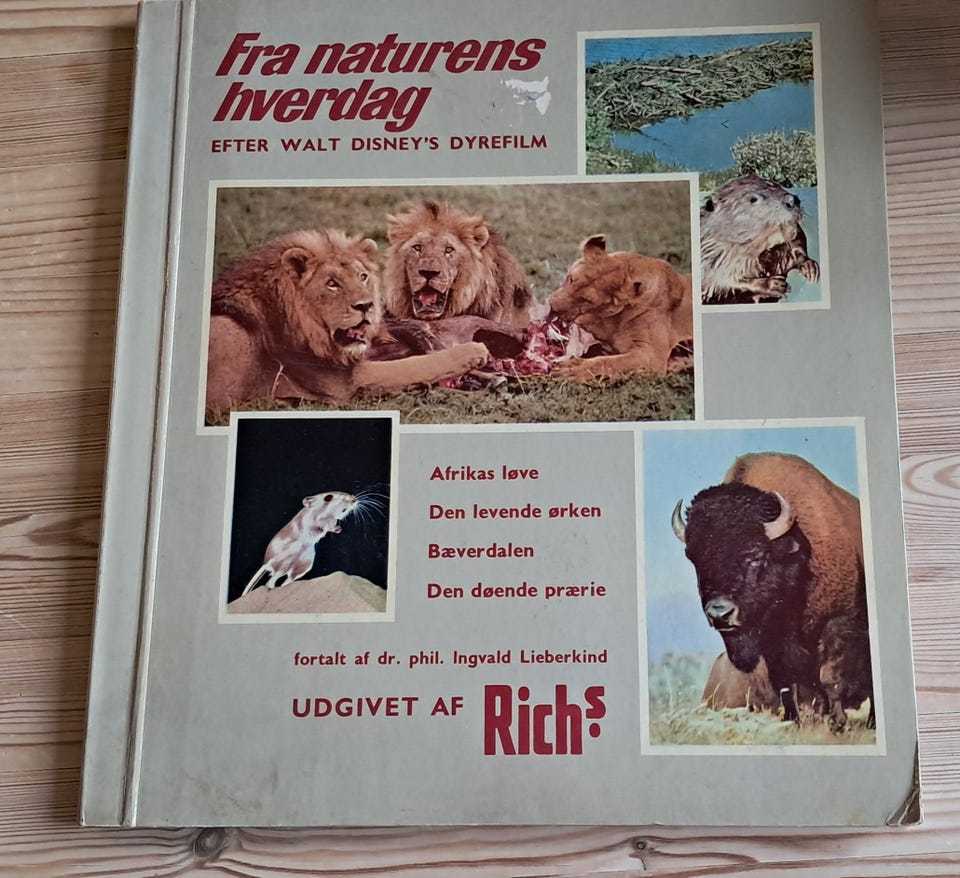 Fra naturens
hverdag
EFTER WALT DISNEY'S DYREFILM
Afrikas løve
Den levende ørken
Bæverdalen
Den døende prærie
fortalt af dr. phil. Ingvald Lieberkind
UDGIVET AF Richs